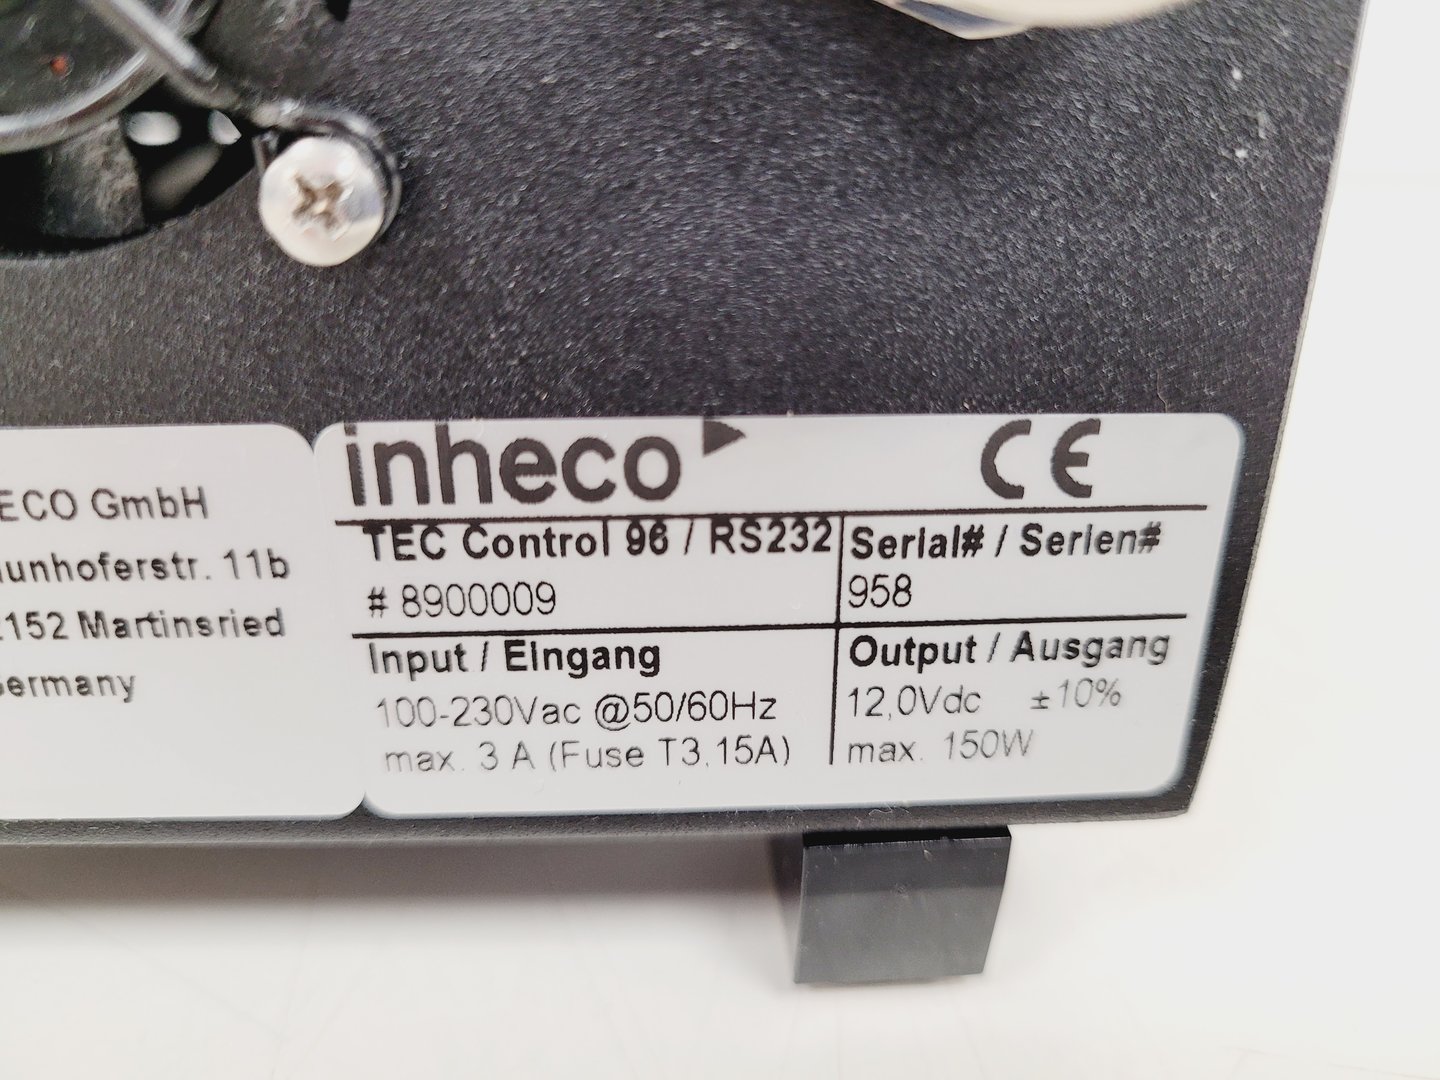 ECO GmbH
unhoferstr. 11b
152 Martinsried
Germany
inheco CE
TEC Control 96 / RS232
# 8900009
Serial# / Serien#
958
Input / Eingang
100-230Vac @50/60Hz
max. 3 A (Fuse T3,15A)
Output / Ausgang
12,0Vdc ±10%
max. 150W